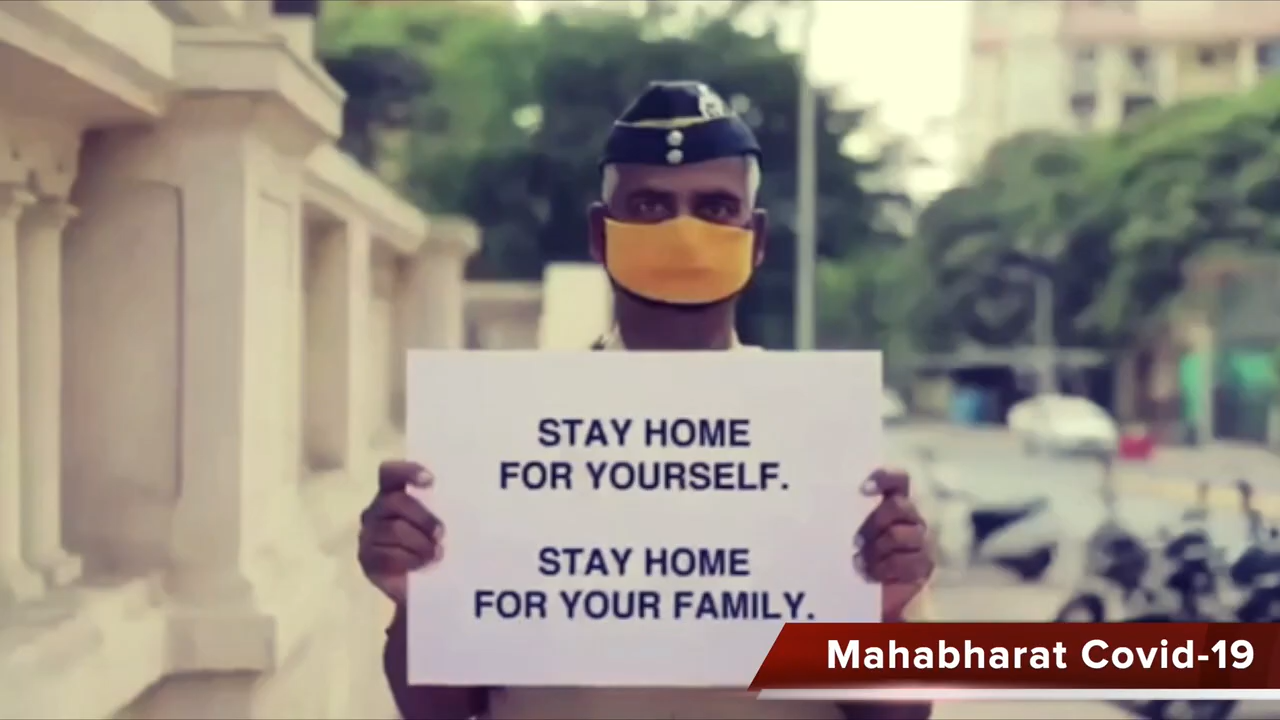 STAY HOME
FOR YOURSELF.
STAY HOME
FOR YOUR FAMILY.
Mahabharat Covid-19